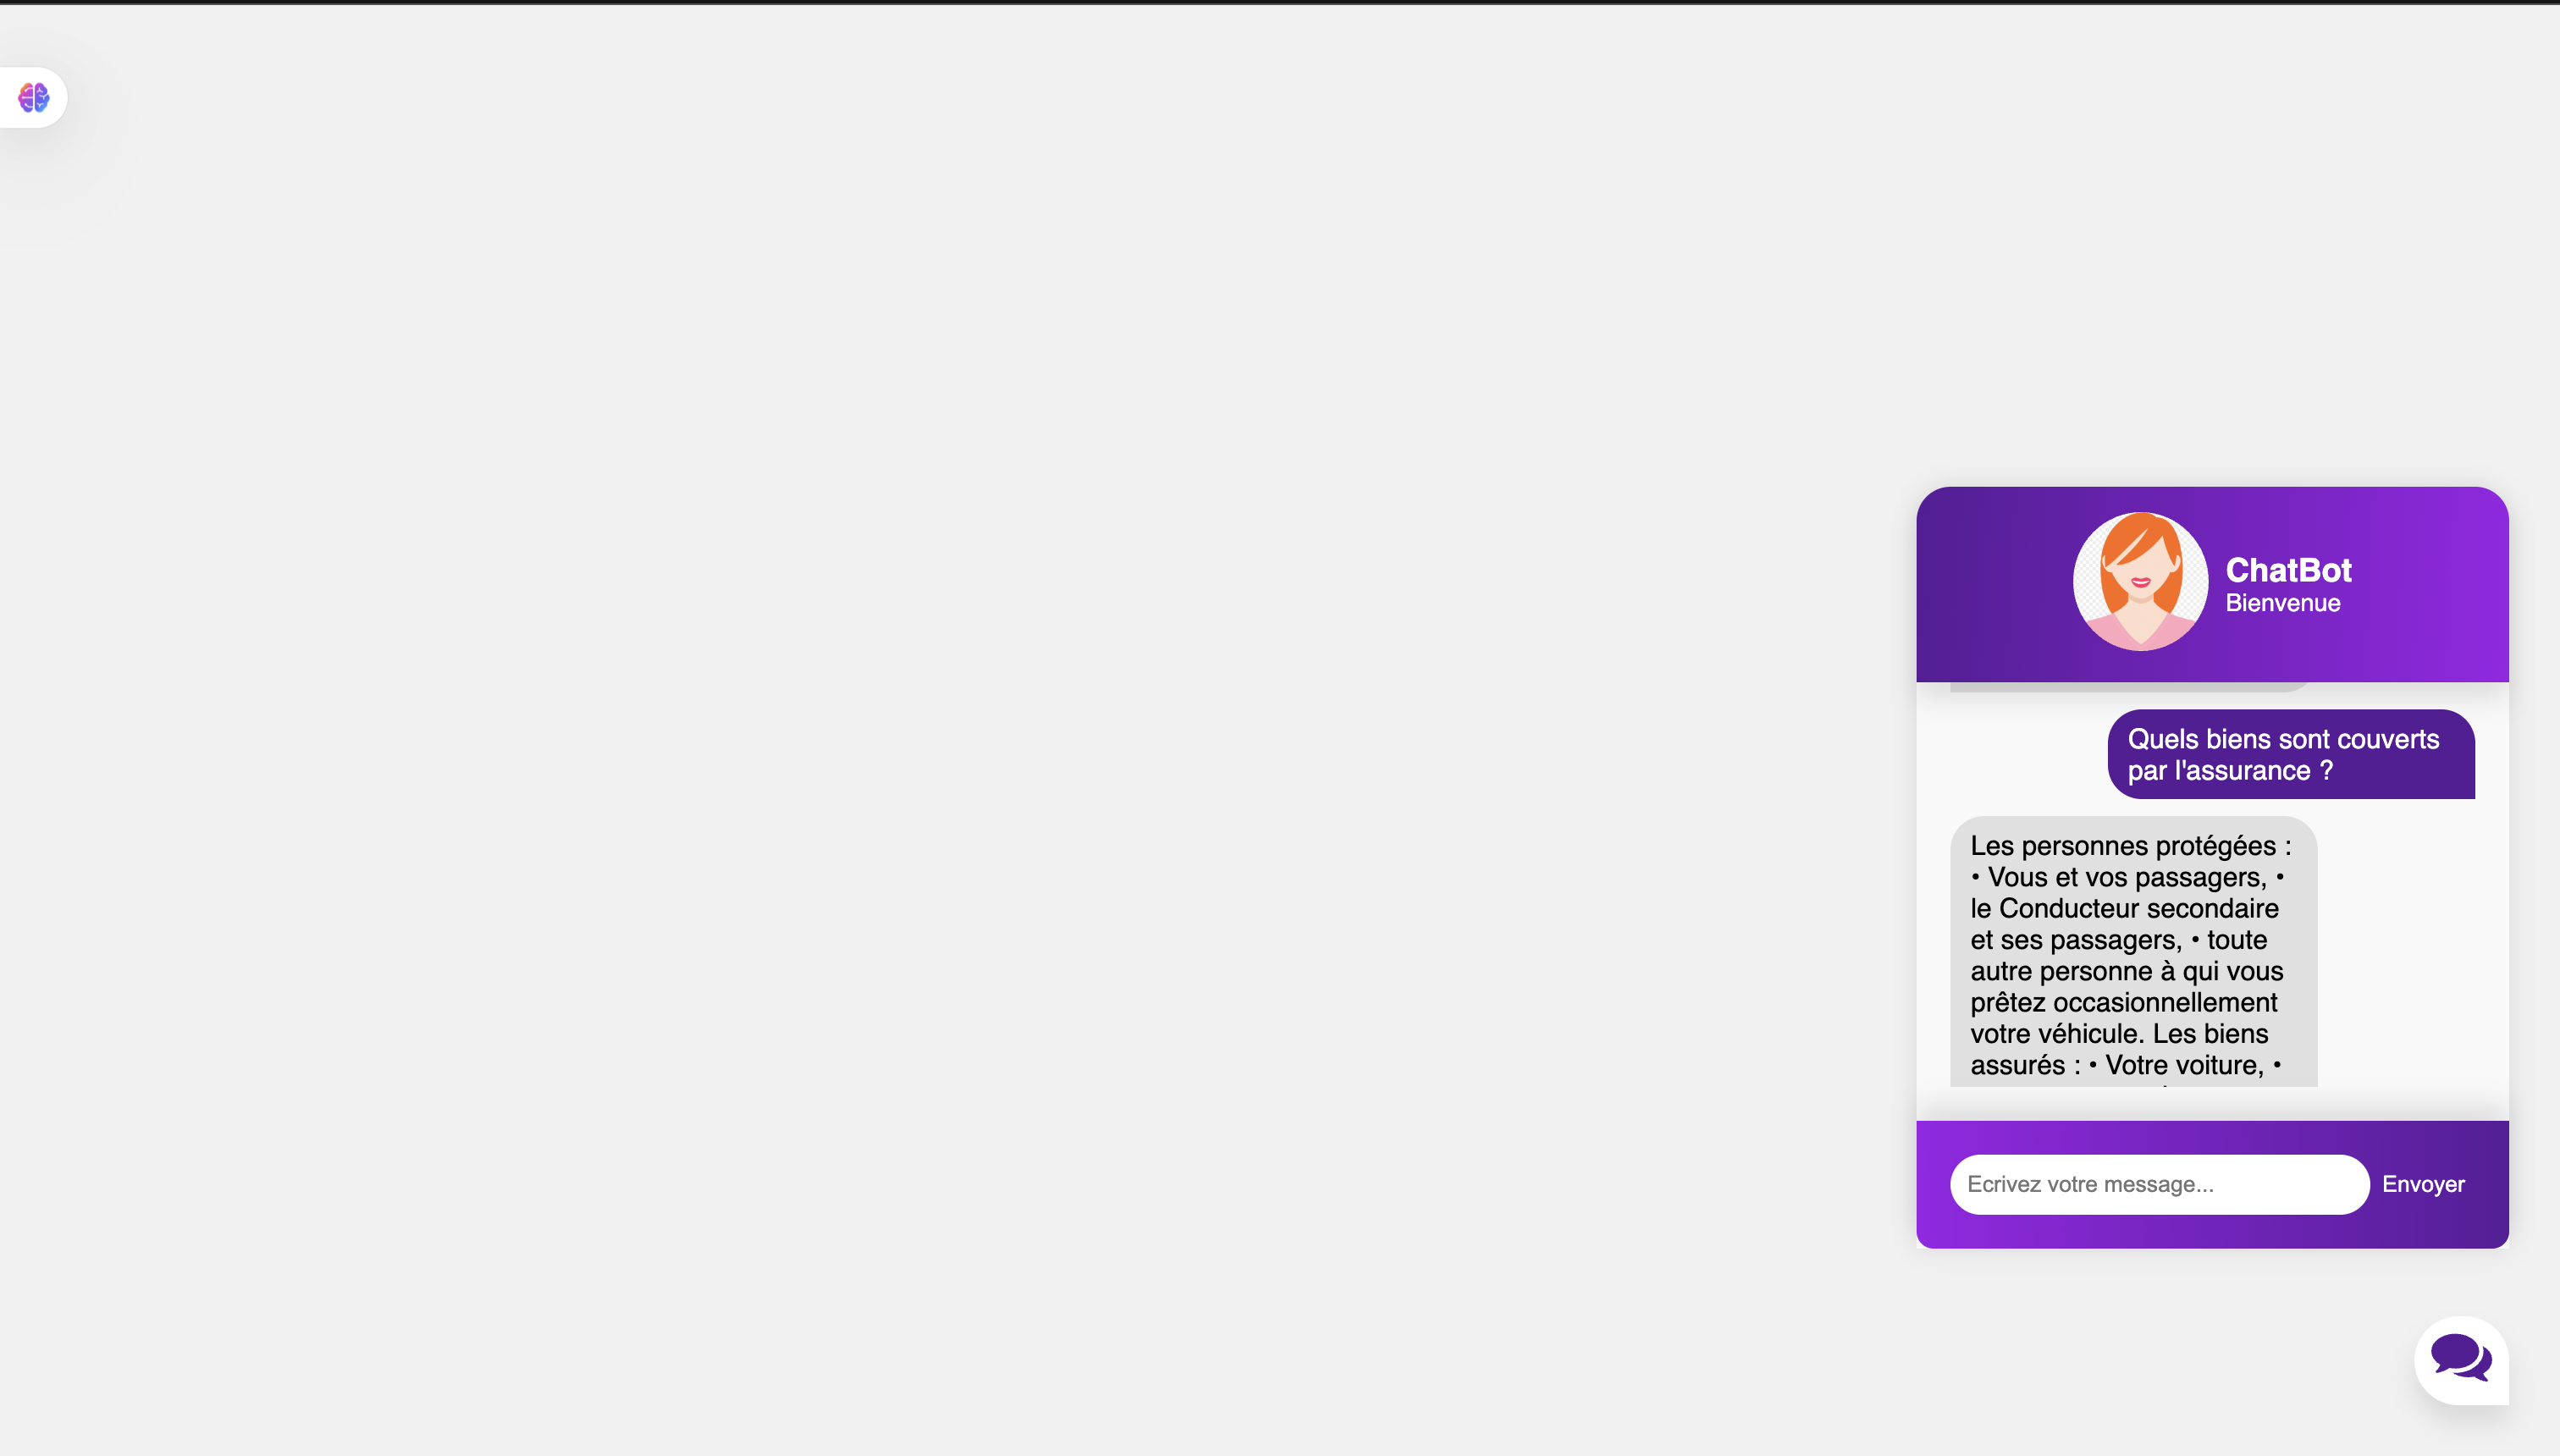 ChatBot
Bienvenue
Quels biens sont couverts
par l'assurance ?
Les personnes protégées :
• Vous et vos passagers, •
le Conducteur secondaire
et ses passagers, • toute
autre personne à qui vous
prêtez occasionnellement
votre véhicule. Les biens
assurés : • Votre voiture, •
Ecrivez votre message...
Envoyer